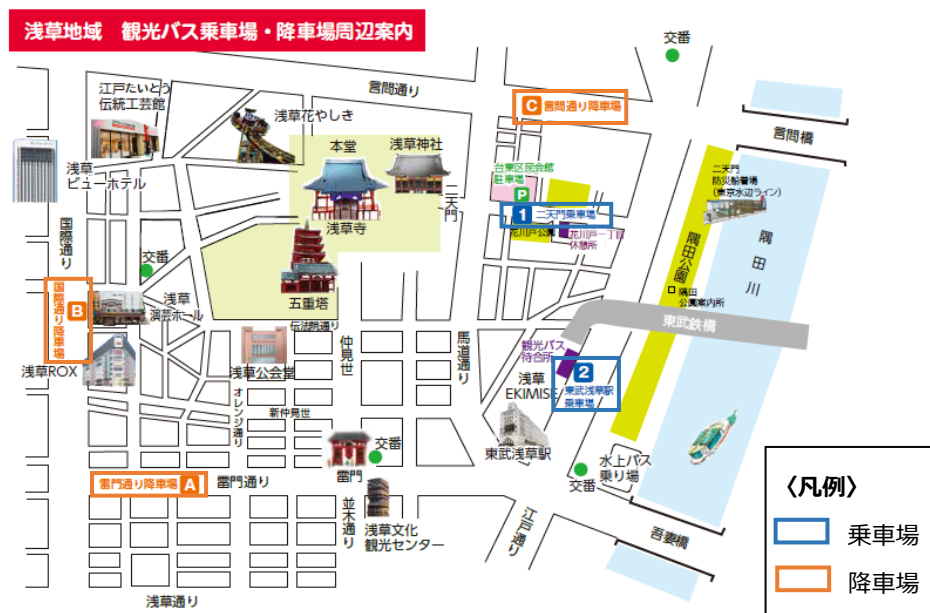 浅草地域 観光バス乗車場・降車場周辺案内
交番
江戸たいとう
伝統工芸館
言問通り
C 言問通り降車場
浅草花やしき
言問橋
本堂
浅草神社
浅草
ビューホテル
台東区民会館
駐車場
P
二天門
防災船着場
(東京水辺ライン)
二天門
1 二天門乗車場
花川戸公園
花川戸一丁目
休憩所
浅草寺
国際通り
交番
隅田公園
隅田川
五重塔
隅田
公園案内所
国際通り降車場 B
浅草
演芸ホール
伝法院通り
東武鉄橋
仲見世
馬道通り
観光バス
待合所
浅草ROX
浅草公会堂
2
東武浅草駅
乗車場
浅草
EKIMISE
オレンジ通り
新仲見世
交番
東武浅草駅
水上バス
乗り場
雷門
交番
雷門通り降車場 A
雷門通り
並木通り
浅草文化
観光センター
江戸通り
吾妻橋
浅草通り
〈凡例〉
乗車場
降車場